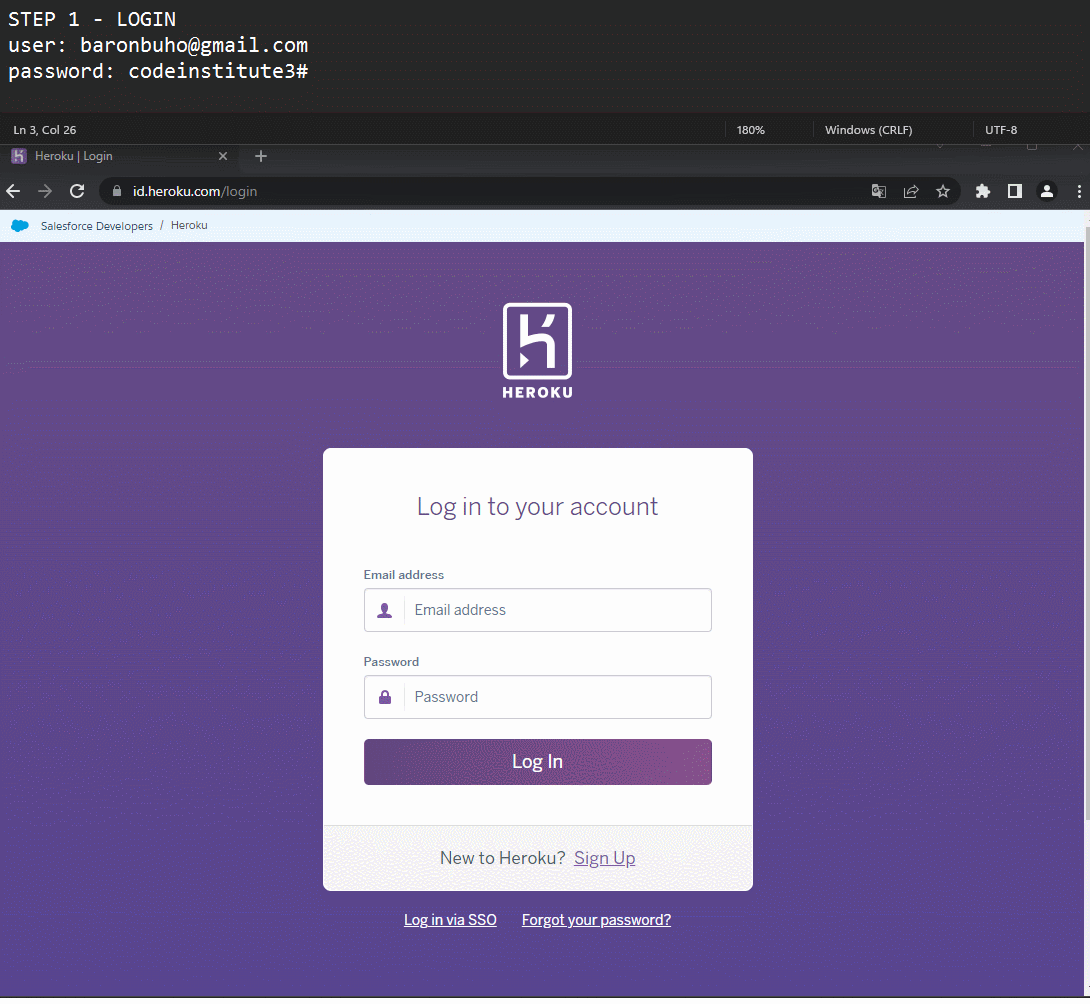 STEP 1 - LOGIN
user: baronbuho@gmail.com
password: codeinstitute3#
Ln 3, Col 26
180%
Windows (CRLF)
UTF-8
Heroku | Login
id.heroku.com/login
Salesforce Developers / Heroku
HEROKU
Log in to your account
Email address
Email address
Password
Password
Log In
New to Heroku? Sign Up
Log in via SSO
Forgot your password?